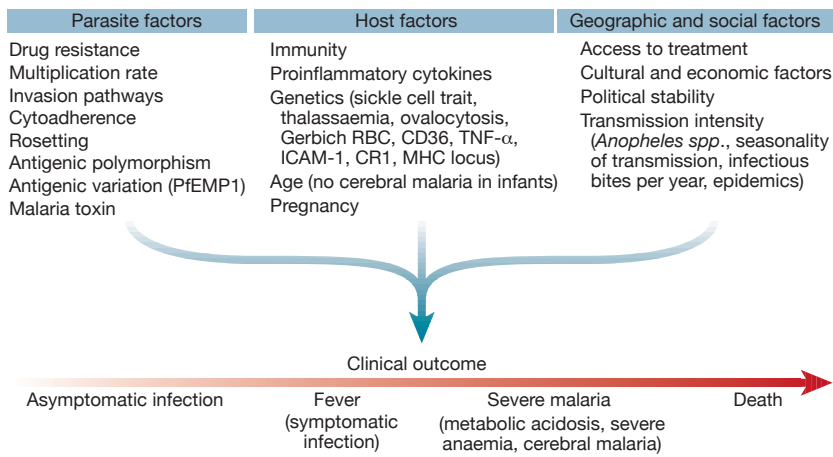 Parasite factors
Drug resistance
Multiplication rate
Invasion pathways
Cytoadherence
Rosetting
Antigenic polymorphism
Antigenic variation (PfEMP1)
Malaria toxin
Host factors
Immunity
Proinflammatory cytokines
Genetics (sickle cell trait,
thalassaemia, ovalocytosis,
Gerbich RBC, CD36, TNF-α,
ICAM-1, CR1, MHC locus)
Age (no cerebral malaria in infants)
Pregnancy
Geographic and social factors
Access to treatment
Cultural and economic factors
Political stability
Transmission intensity
(Anopheles spp., seasonality
of transmission, infectious
bites per year, epidemics)
Clinical outcome
Asymptomatic infection
Fever
(symptomatic
infection)
Severe malaria
(metabolic acidosis, severe
anaemia, cerebral malaria)
Death